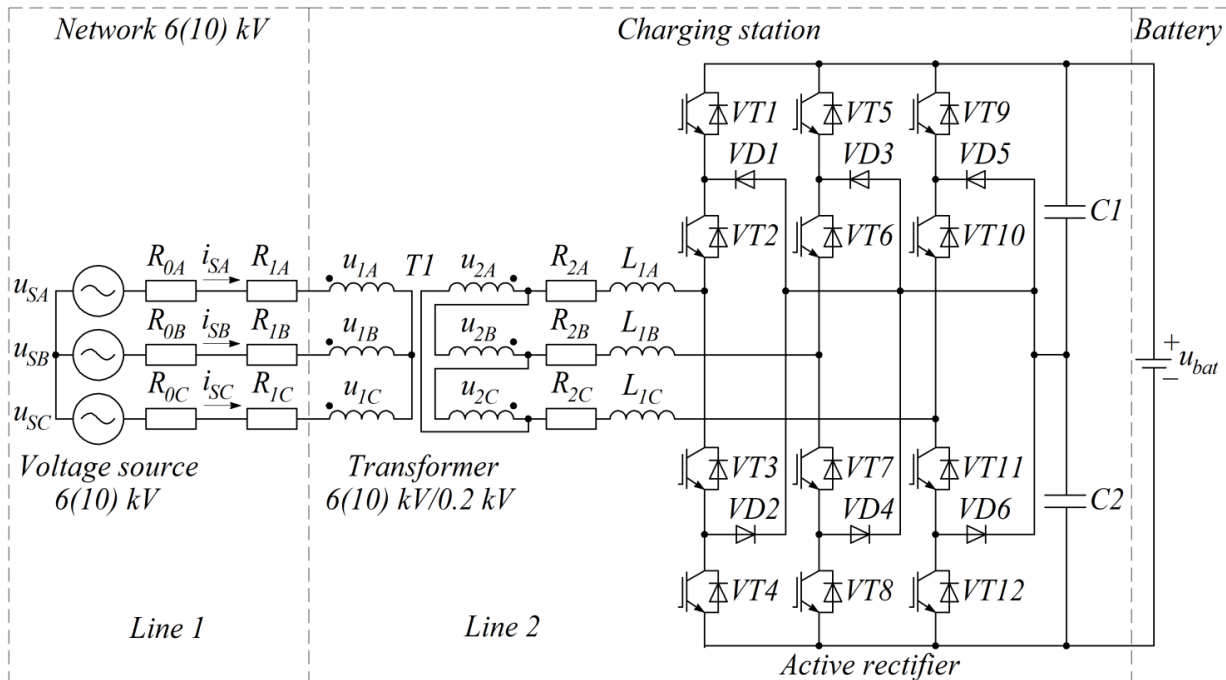 Network 6(10) kV
Charging station
Battery
VT1 VT5 VT9
VD1 VD3 VD5
C1
VT2 VT6 VT10
R0A iSA R1A u1A T1 u2A R2A L1A
uSA
R0B iSB R1B u1B u2B R2B L1B
uSB
+
ubat
−
R0C iSC R1C u1C u2C R2C L1C
uSC
Voltage source
6(10) kV
Transformer
6(10) kV/0.2 kV
VT3 VT7 VT11
VD2 VD4 VD6
C2
VT4 VT8 VT12
Line 1
Line 2
Active rectifier